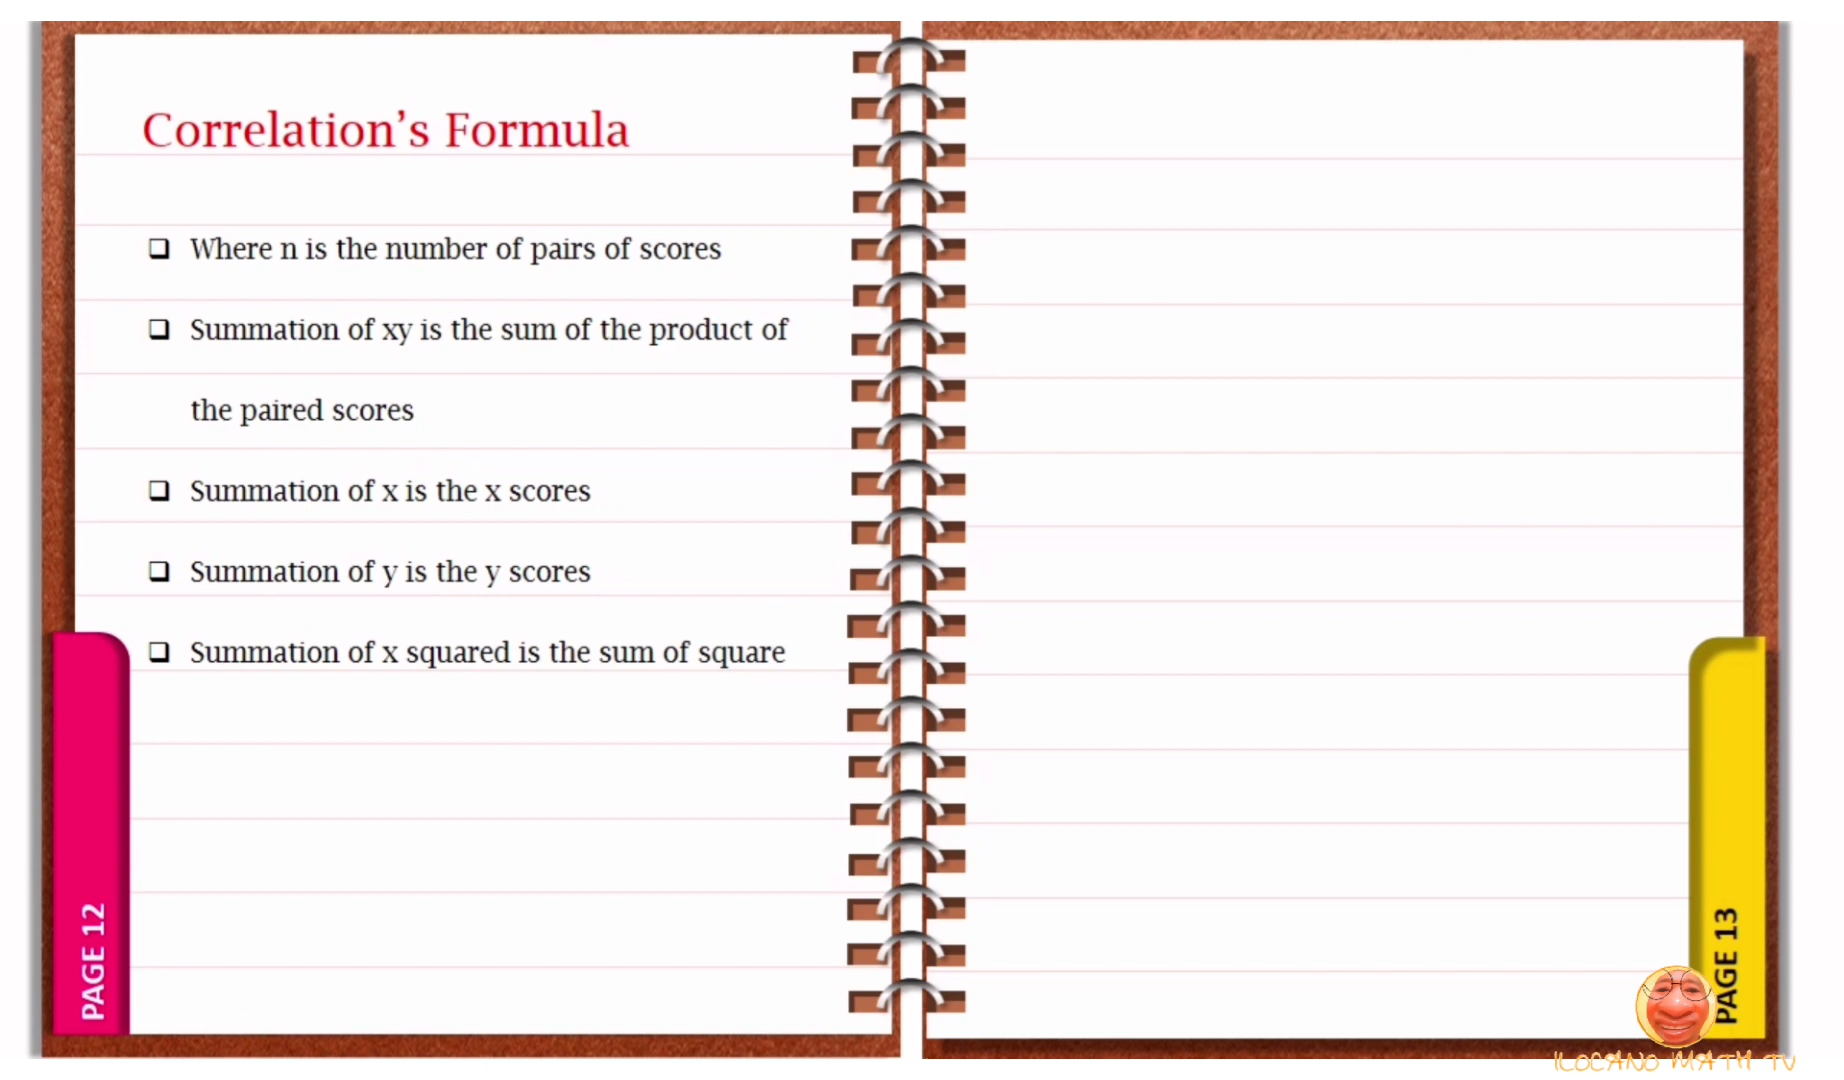 Correlation's Formula
❑ Where n is the number of pairs of scores
❑ Summation of xy is the sum of the product of
the paired scores
❑ Summation of x is the x scores
❑ Summation of y is the y scores
❑ Summation of x squared is the sum of square
PAGE 12
PAGE 13
ILOCANO MATH TV